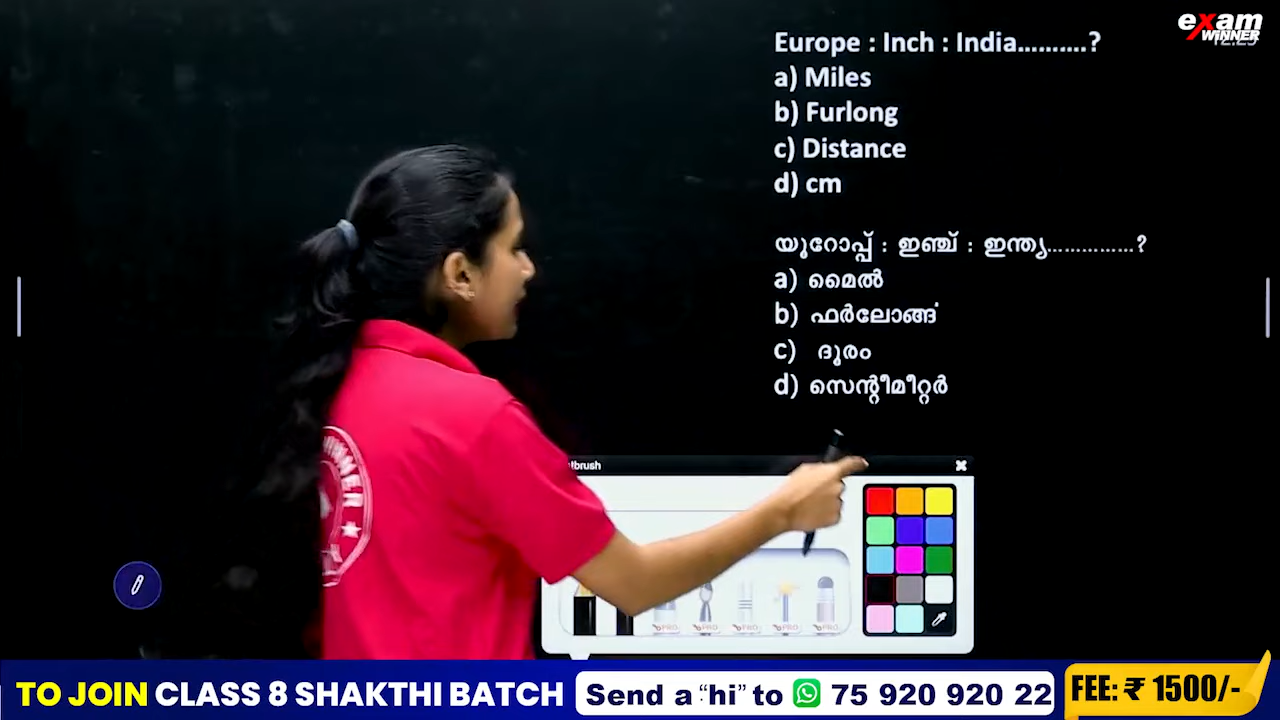 exam
WINNER
Europe : Inch : India..........?
a) Miles
b) Furlong
c) Distance
d) cm
യൂറോപ്പ് : ഇഞ്ച് : ഇന്ത്യ..............?
a) മൈൽ
b) ഫർലോങ്ങ്
c) ദൂരം
d) സെന്റീമീറ്റർ
TO JOIN CLASS 8 SHAKTHI BATCH
Send a “hi” to 75 920 920 22
FEE: ₹ 1500/-